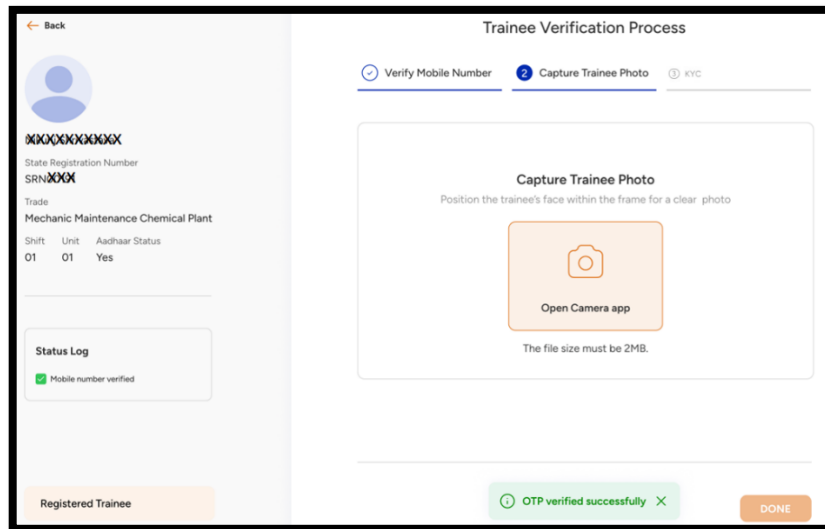 Back
XXXXXXXXXX
State Registration Number
SRNXXX
Trade
Mechanic Maintenance Chemical Plant
Shift Unit Aadhaar Status
01 01 Yes
Status Log
Mobile number verified
Registered Trainee
Trainee Verification Process
Verify Mobile Number 2 Capture Trainee Photo 3 KYC
Capture Trainee Photo
Position the trainee's face within the frame for a clear photo
Open Camera app
The file size must be 2MB.
OTP verified successfully
DONE